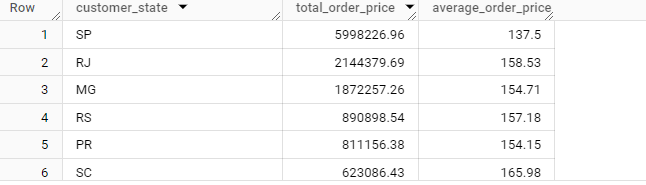 Row customer_state total_order_price average_order_price
1 SP 5998226.96 137.5
2 RJ 2144379.69 158.53
3 MG 1872257.26 154.71
4 RS 890898.54 157.18
5 PR 811156.38 154.15
6 SC 623086.43 165.98